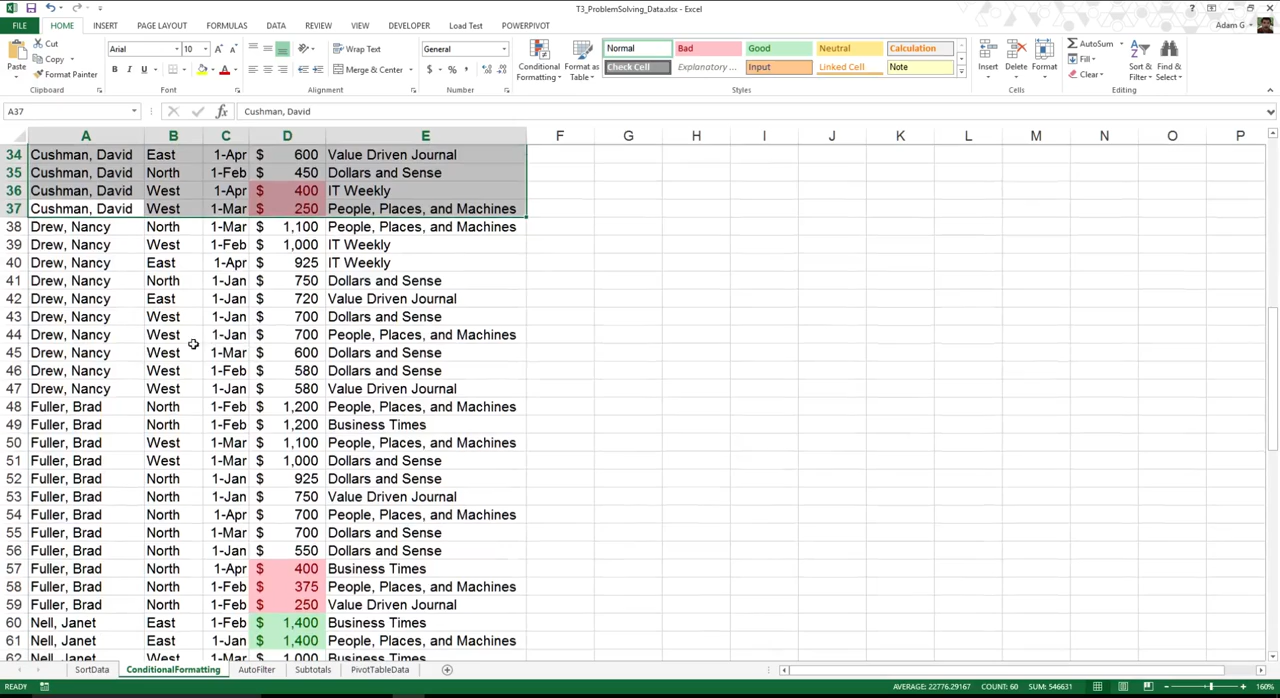 T3_ProblemSolving_Data.xlsx - Excel
FILE HOME INSERT PAGE LAYOUT FORMULAS DATA REVIEW VIEW DEVELOPER Load Test POWERPIVOT Adam G
Paste
Cut
Copy
Format Painter
Clipboard
Arial 10
B I U
Font
Wrap Text
Merge & Center
Alignment
General
$ % ,
Number
Conditional Formatting
Format as Table
Normal Bad Good Neutral Calculation
Check Cell Explanatory ... Input Linked Cell Note
Styles
Insert Delete Format
Cells
AutoSum
Fill
Clear
Sort & Filter
Find & Select
Editing
A37 fx Cushman, David
A B C D E F G H I J K L M N O P
34 Cushman, David East 1-Apr $ 600 Value Driven Journal
35 Cushman, David North 1-Feb $ 450 Dollars and Sense
36 Cushman, David West 1-Apr $ 400 IT Weekly
37 Cushman, David West 1-Mar $ 250 People, Places, and Machines
38 Drew, Nancy North 1-Mar $ 1,100 People, Places, and Machines
39 Drew, Nancy West 1-Feb $ 1,000 IT Weekly
40 Drew, Nancy East 1-Apr $ 925 IT Weekly
41 Drew, Nancy North 1-Jan $ 750 Dollars and Sense
42 Drew, Nancy East 1-Jan $ 720 Value Driven Journal
43 Drew, Nancy West 1-Jan $ 700 Dollars and Sense
44 Drew, Nancy West 1-Jan $ 700 People, Places, and Machines
45 Drew, Nancy West 1-Mar $ 600 Dollars and Sense
46 Drew, Nancy West 1-Feb $ 580 Dollars and Sense
47 Drew, Nancy West 1-Jan $ 580 Value Driven Journal
48 Fuller, Brad North 1-Feb $ 1,200 People, Places, and Machines
49 Fuller, Brad North 1-Feb $ 1,200 Business Times
50 Fuller, Brad West 1-Mar $ 1,100 People, Places, and Machines
51 Fuller, Brad West 1-Mar $ 1,000 Dollars and Sense
52 Fuller, Brad North 1-Jan $ 925 Dollars and Sense
53 Fuller, Brad North 1-Jan $ 750 Value Driven Journal
54 Fuller, Brad North 1-Apr $ 700 People, Places, and Machines
55 Fuller, Brad North 1-Mar $ 700 Dollars and Sense
56 Fuller, Brad North 1-Jan $ 550 Dollars and Sense
57 Fuller, Brad North 1-Apr $ 400 Business Times
58 Fuller, Brad North 1-Feb $ 375 People, Places, and Machines
59 Fuller, Brad North 1-Feb $ 250 Value Driven Journal
60 Nell, Janet East 1-Feb $ 1,400 Business Times
61 Nell, Janet East 1-Jan $ 1,400 People, Places, and Machines
62 Nell, Janet West 1-Mar $ 1,000 Business Times
SortData ConditionalFormatting AutoFilter Subtotals PivotTableData
READY AVERAGE: 22776.29167 COUNT: 60 SUM: 546631 160%